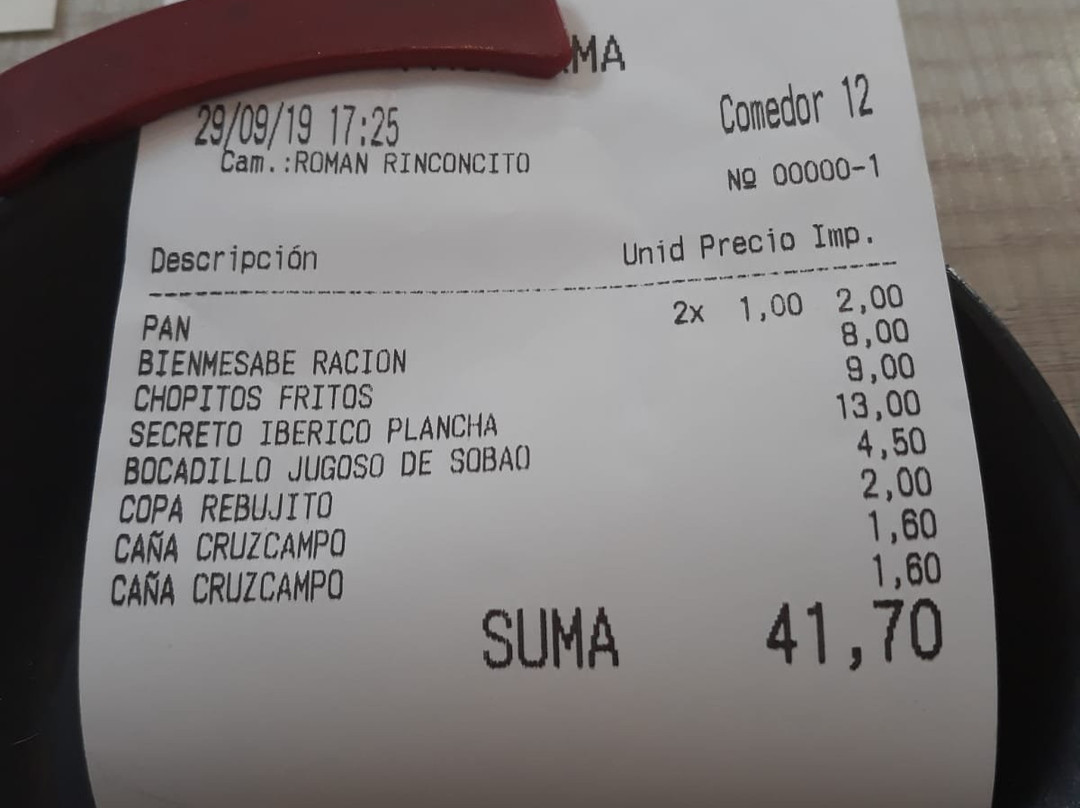 29/09/19 17:25 Comedor 12
Cam.:ROMAN RINCONCITO Nº 00000-1
Descripción Unid Precio Imp.
PAN 2x 1,00 2,00
BIENMESABE RACION 8,00
CHOPITOS FRITOS 9,00
SECRETO IBERICO PLANCHA 13,00
BOCADILLO JUGOSO DE SOBAO 4,50
COPA REBUJITO 2,00
CAÑA CRUZCAMPO 1,60
CAÑA CRUZCAMPO 1,60
SUMA 41,70